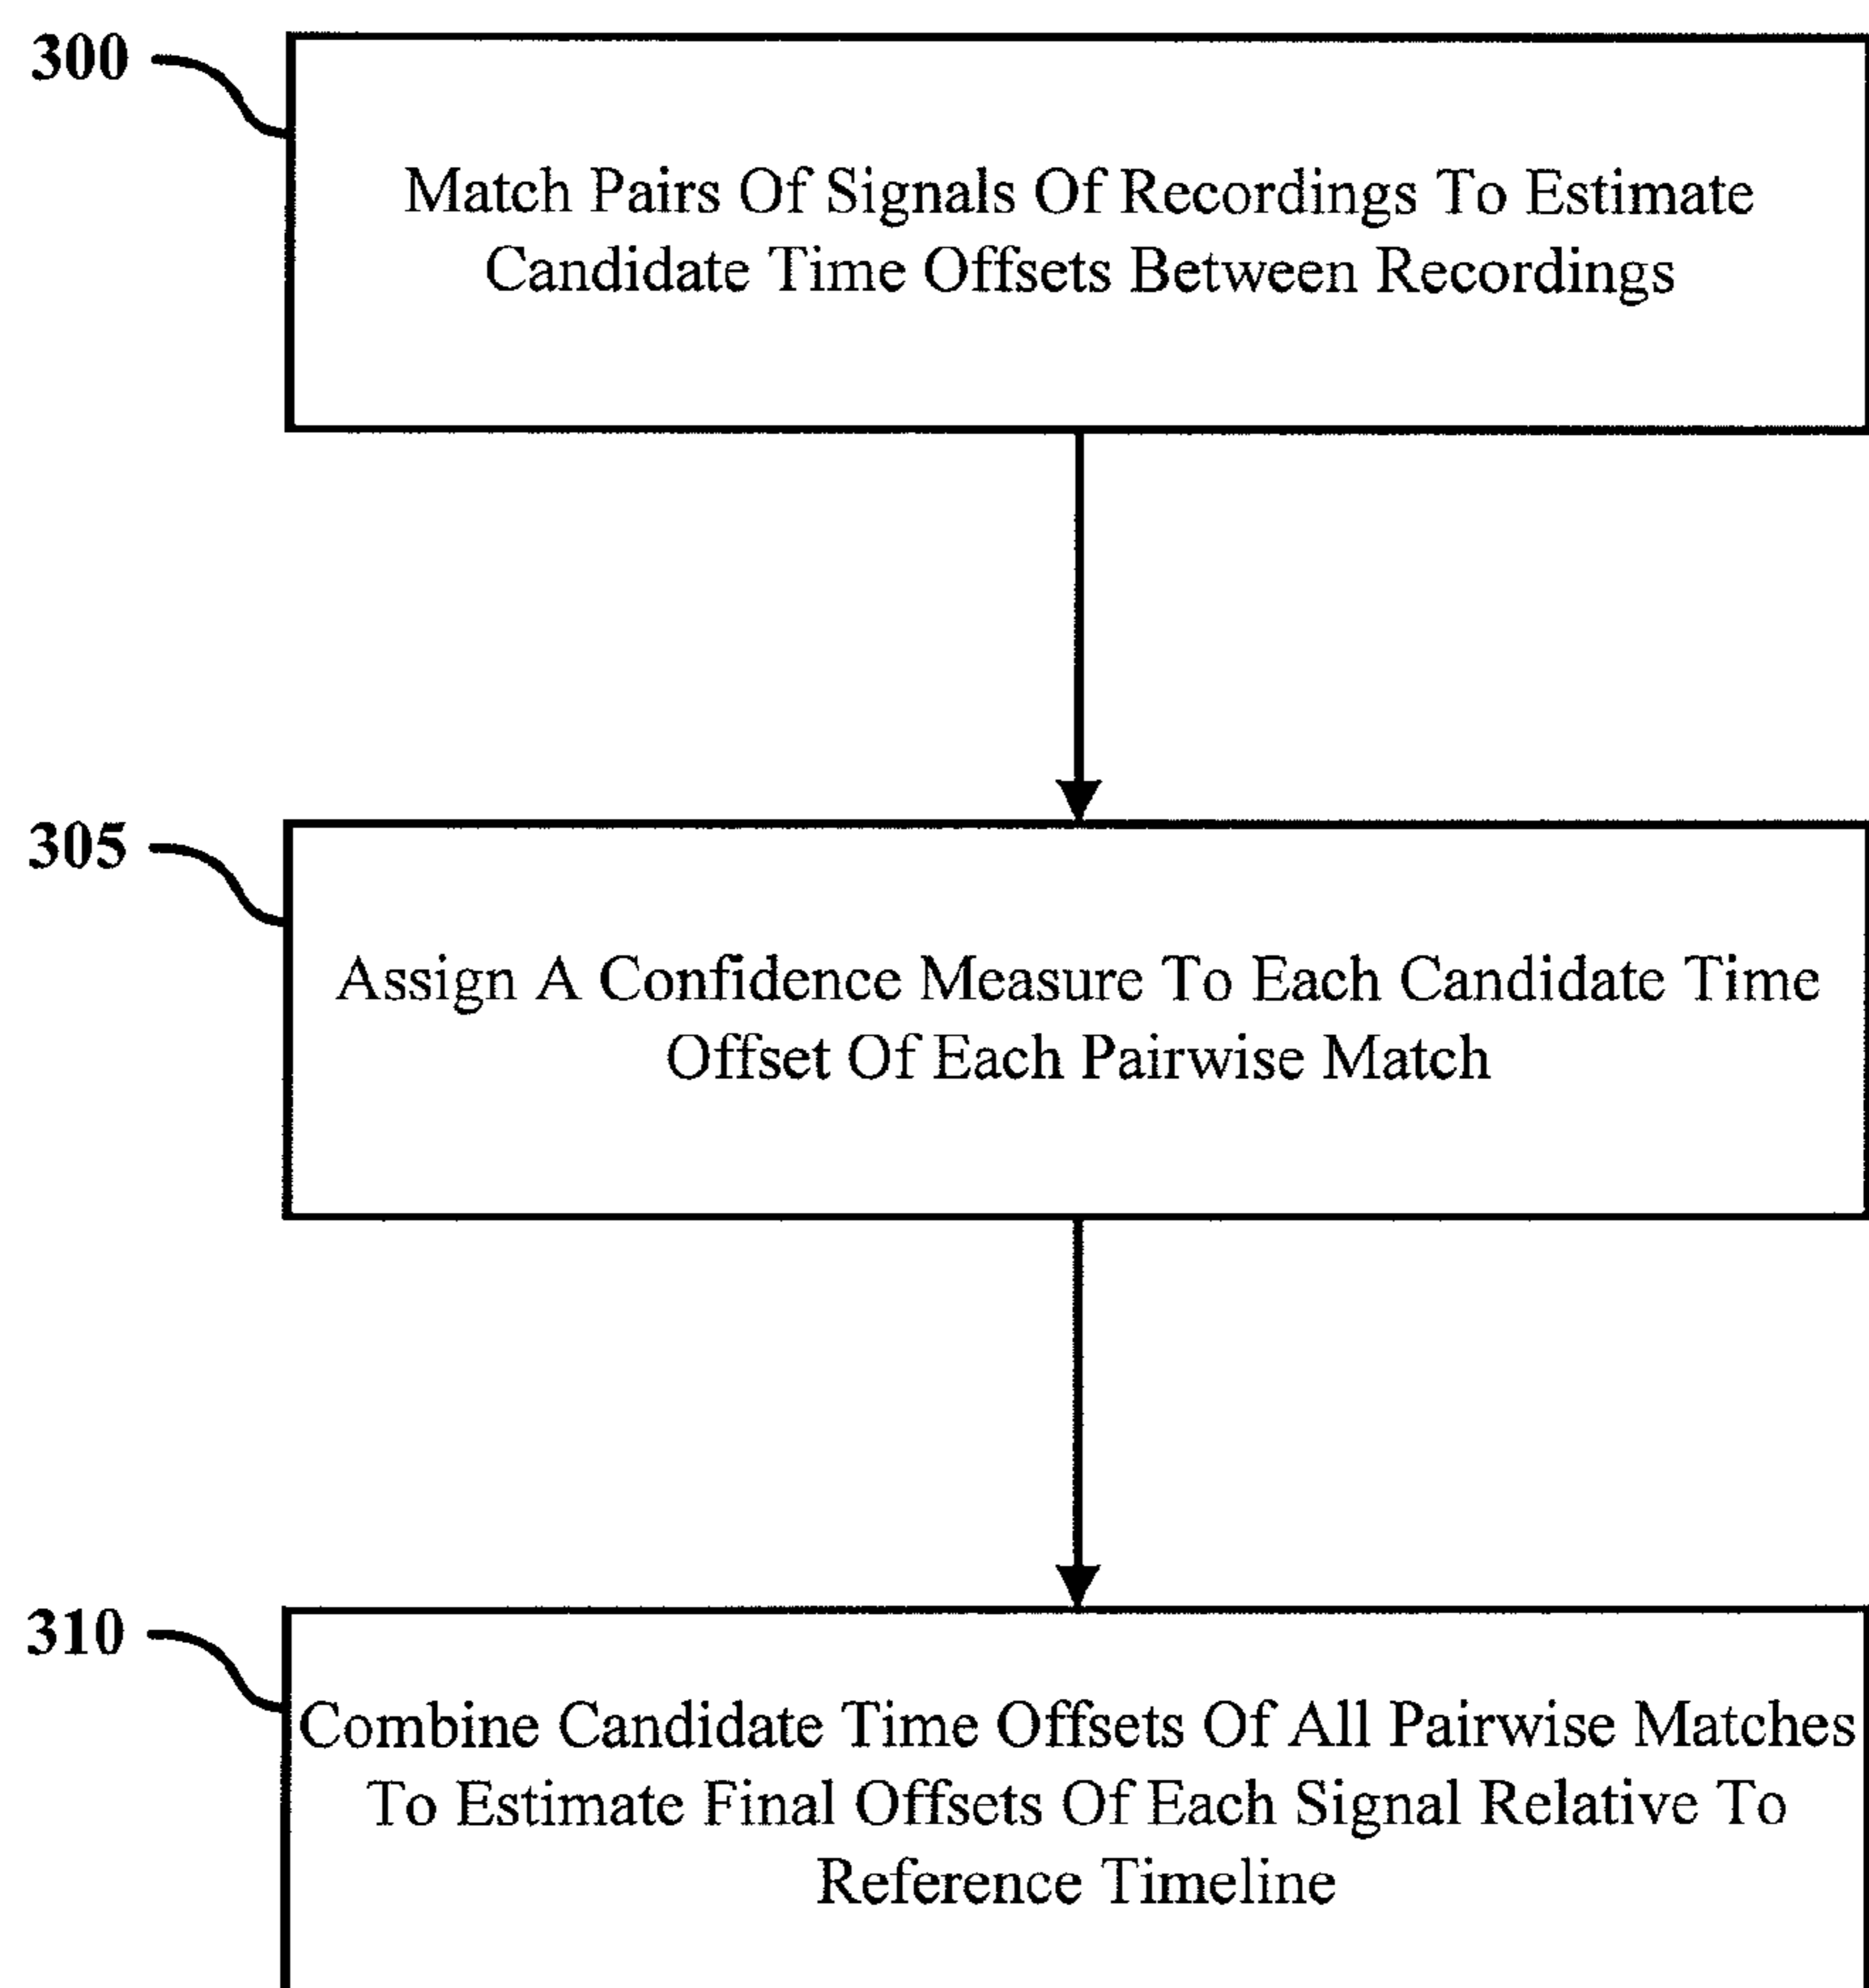 300
Match Pairs Of Signals Of Recordings To Estimate
Candidate Time Offsets Between Recordings
305
Assign A Confidence Measure To Each Candidate Time
Offset Of Each Pairwise Match
310
Combine Candidate Time Offsets Of All Pairwise Matches
To Estimate Final Offsets Of Each Signal Relative To
Reference Timeline